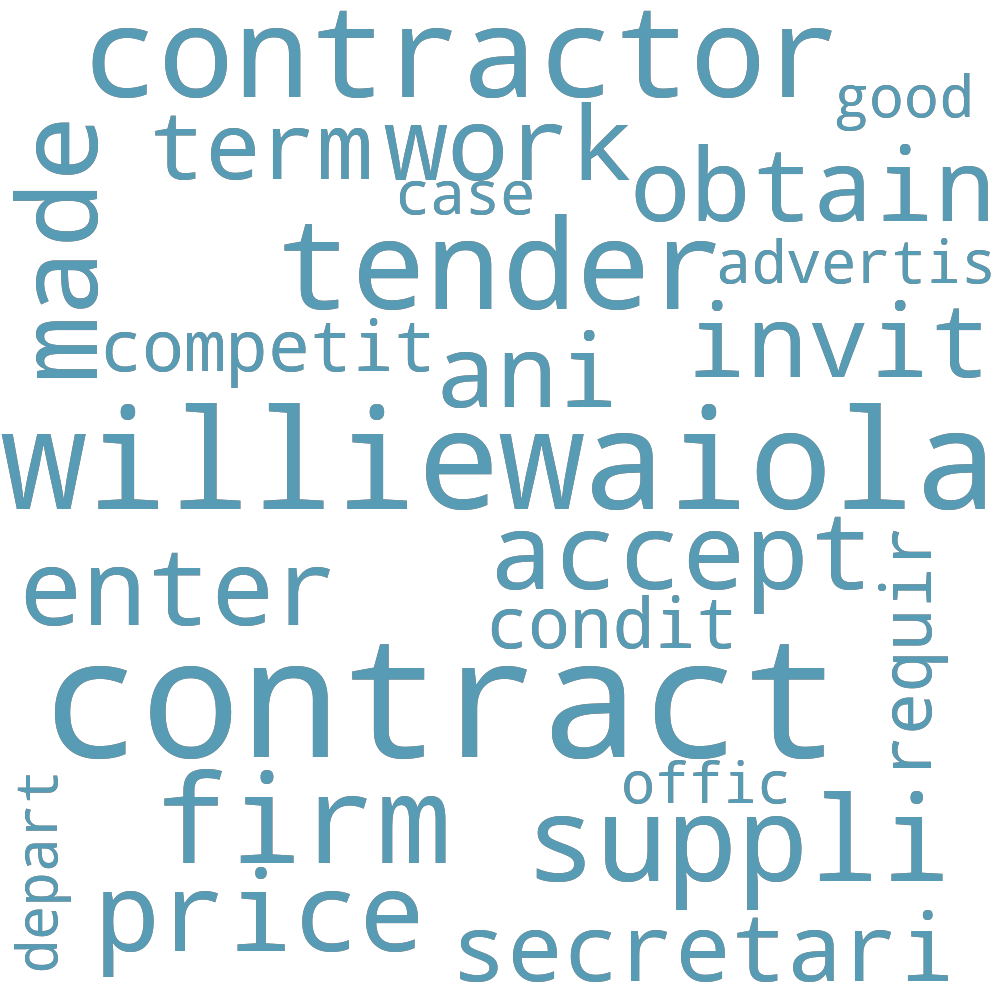 contractor
good
term
work
case
obtain
made
tender
advertis
competit
ani
invit
williewaiola
accept
enter
condit
requir
contract
offic
depart
firm
suppli
price
secretari